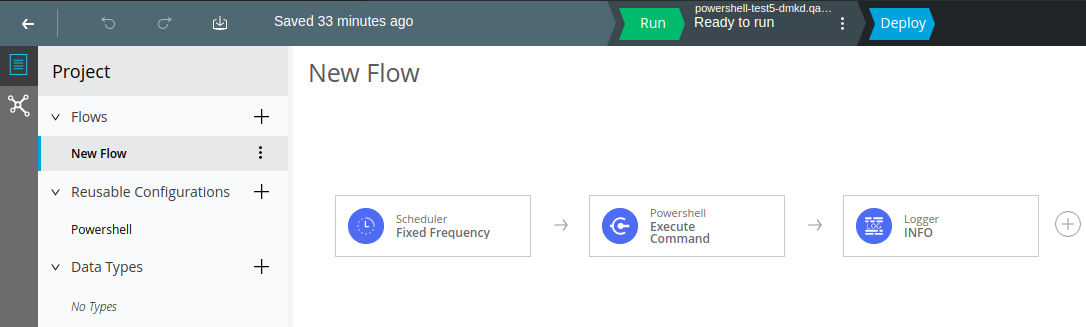 Saved 33 minutes ago
Run
powershell-test5-dmkd.qa...
Ready to run
Deploy
Project
Flows
New Flow
Reusable Configurations
Powershell
Data Types
No Types
New Flow
Scheduler
Fixed Frequency
Powershell
Execute
Command
LOG
Logger
INFO